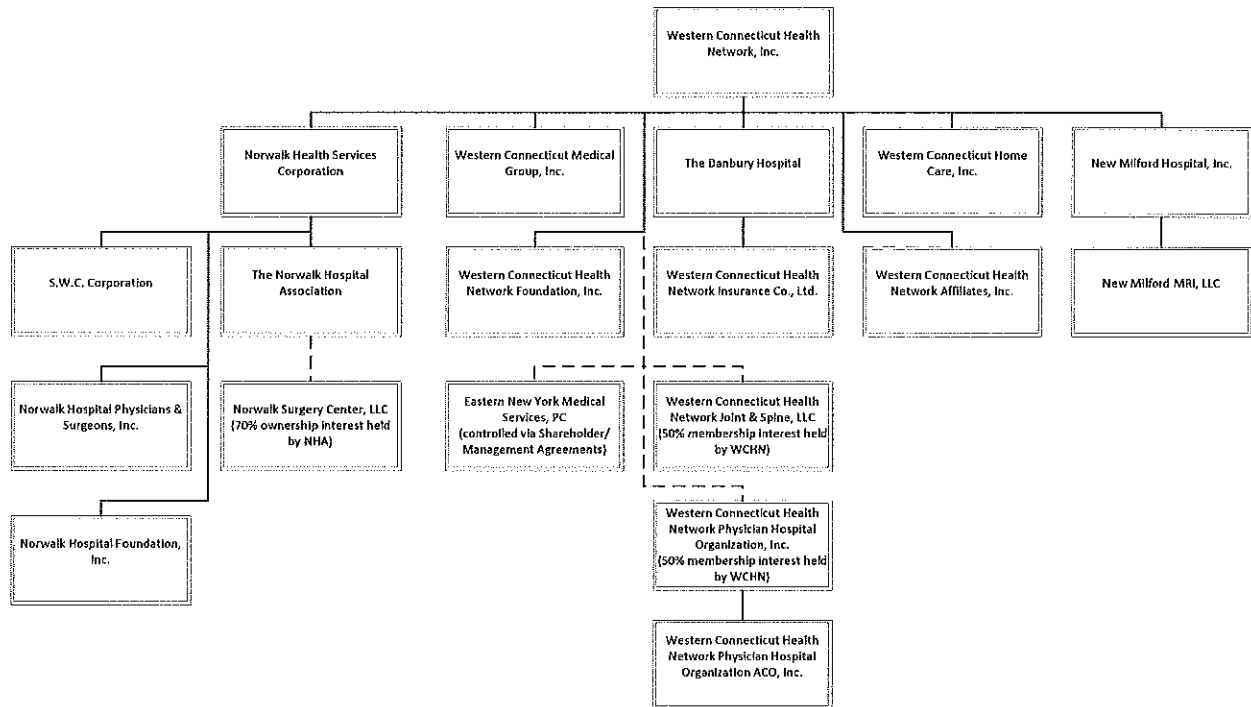 Western Connecticut Health
Network, Inc.
Norwalk Health Services
Corporation
Western Connecticut Medical
Group, Inc.
The Danbury Hospital
Western Connecticut Home
Care, Inc.
New Milford Hospital, Inc.
S.W.C. Corporation
The Norwalk Hospital
Association
Western Connecticut Health
Network Foundation, Inc.
Western Connecticut Health
Network Insurance Co., Ltd.
Western Connecticut Health
Network Affiliates, Inc.
New Milford MRI, LLC
Norwalk Hospital Physicians &
Surgeons, Inc.
Norwalk Surgery Center, LLC
(70% ownership interest held
by NHA)
Eastern New York Medical
Services, PC
(controlled via Shareholder/
Management Agreements)
Western Connecticut Health
Network Joint & Spine, LLC
(50% membership interest held
by WCHN)
Norwalk Hospital Foundation,
Inc.
Western Connecticut Health
Network Physician Hospital
Organization, Inc.
(50% membership interest held
by WCHN)
Western Connecticut Health
Network Physician Hospital
Organization ACO, Inc.